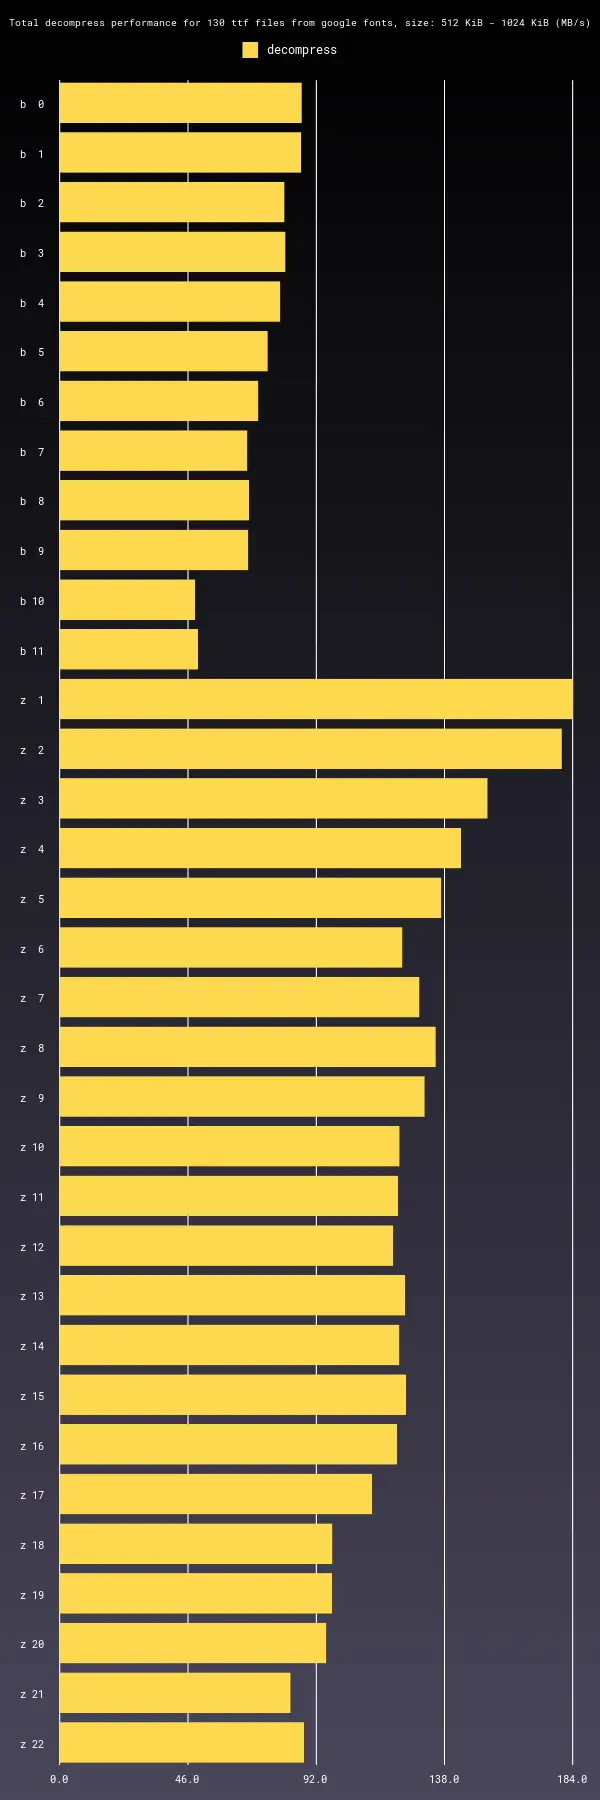 Total decompress performance for 130 ttf files from google fonts, size: 512 KiB - 1024 KiB (MB/s)
decompress
b 0
b 1
b 2
b 3
b 4
b 5
b 6
b 7
b 8
b 9
b 10
b 11
z 1
z 2
z 3
z 4
z 5
z 6
z 7
z 8
z 9
z 10
z 11
z 12
z 13
z 14
z 15
z 16
z 17
z 18
z 19
z 20
z 21
z 22
0.0 46.0 92.0 138.0 184.0